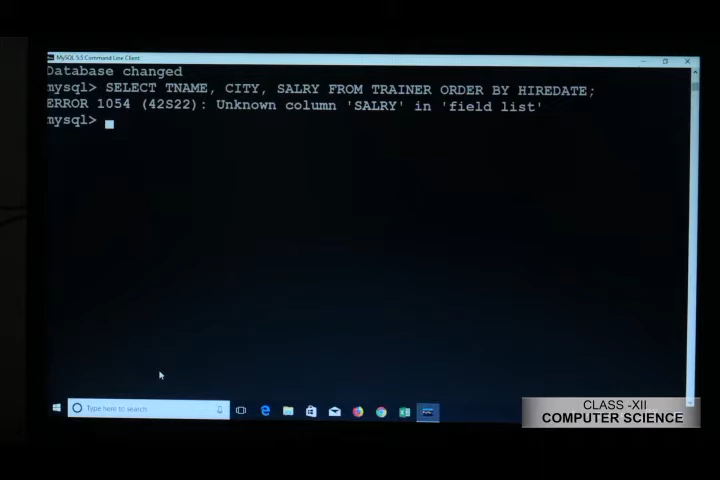 MySQL 5.5 Command Line Client
Database changed
mysql> SELECT TNAME, CITY, SALRY FROM TRAINER ORDER BY HIREDATE;
ERROR 1054 (42S22): Unknown column 'SALRY' in 'field list'
mysql>
Type here to search
CLASS -XII
COMPUTER SCIENCE